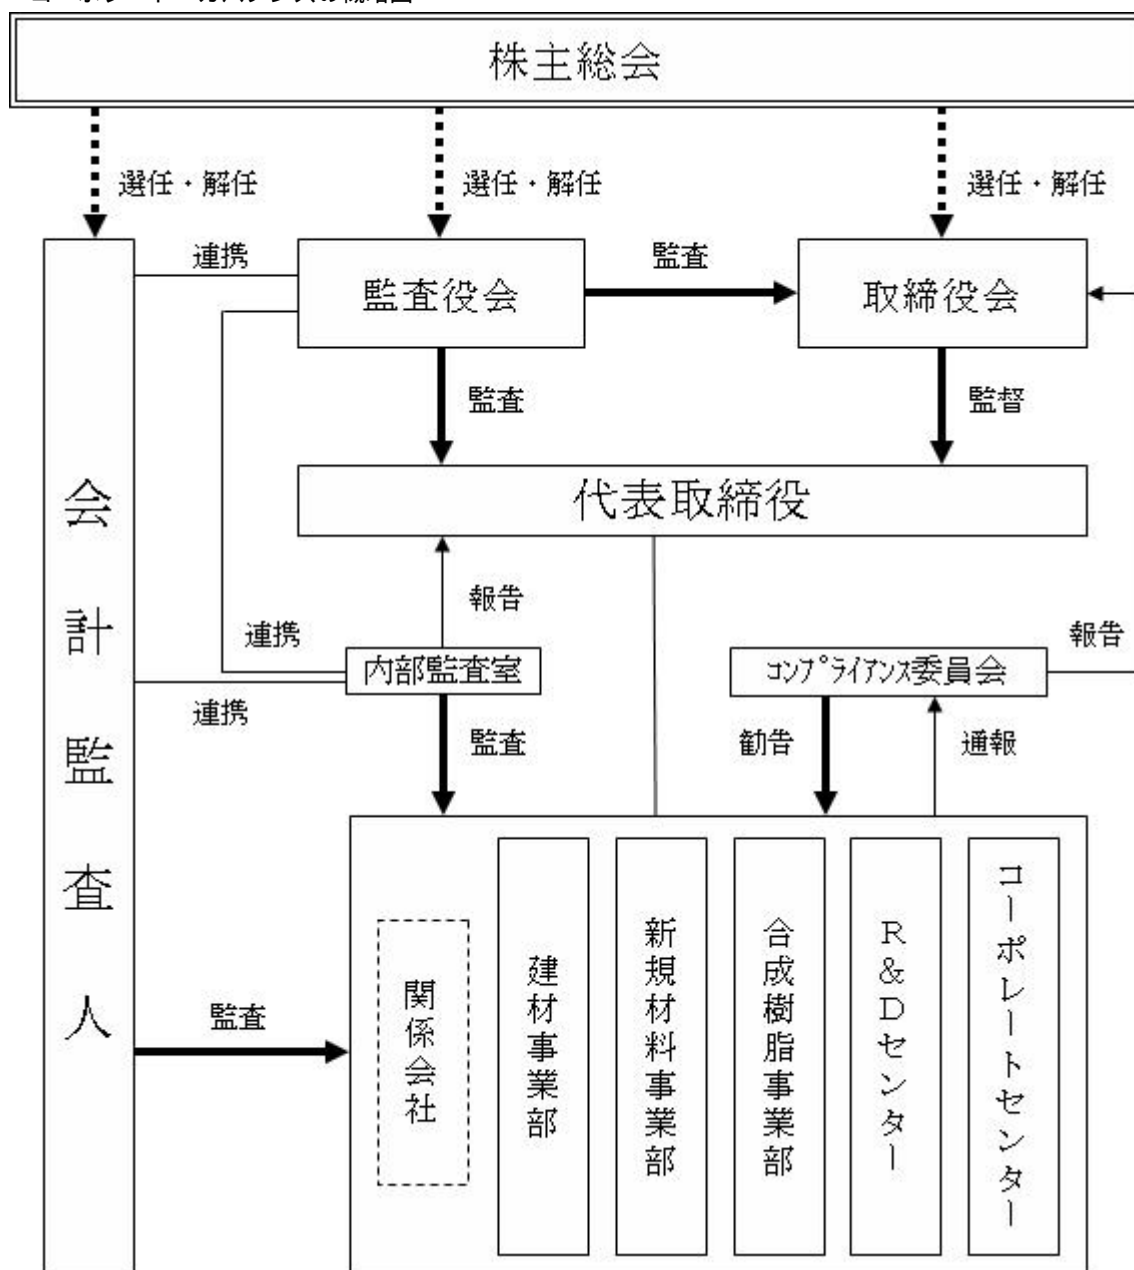 株主総会
選任・解任
選任・解任
選任・解任
連携
監査役会
監査
取締役会
監査
監督
代表取締役
報告
連携
内部監査室
コンプライアンス委員会
報告
連携
監査
勧告
通報
会計監査人
監査
関係会社
建材事業部
新規材料事業部
合成樹脂事業部
R&Dセンター
コーポレートセンター